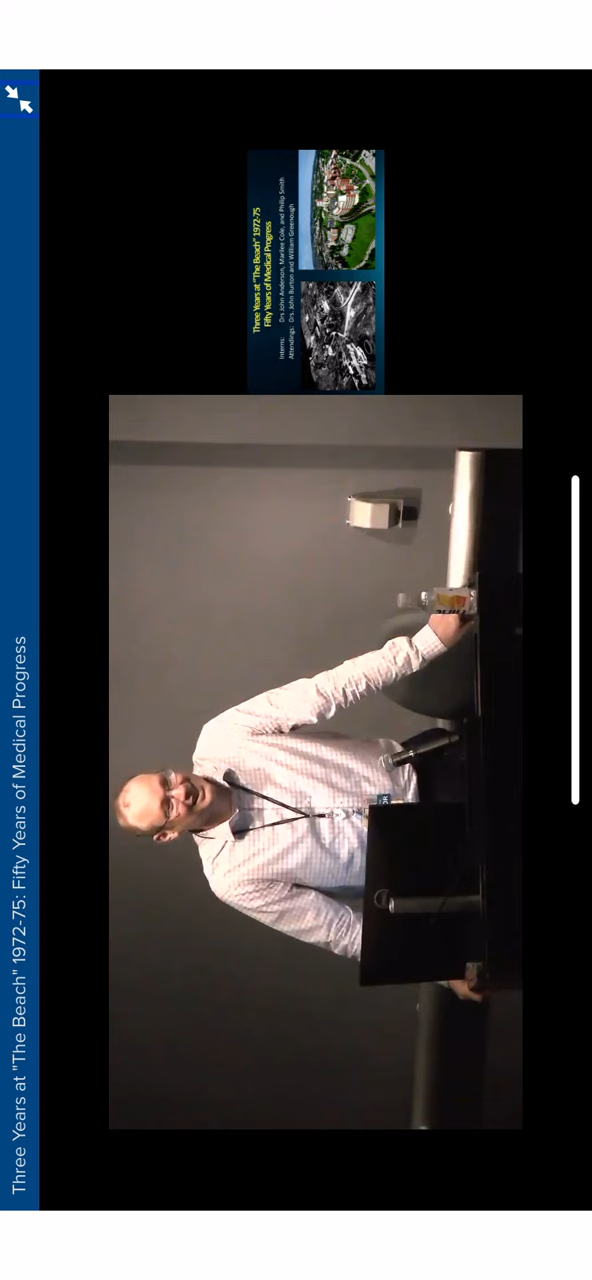 Three Years at "The Beach" 1972-75: Fifty Years of Medical Progress
Three Years at "The Beach" 1972-75
Fifty Years of Medical Progress
Interns: Drs John Anderson, Marilee Cole, and Philip Smith
Attendings: Drs. John Burton and William Greenough